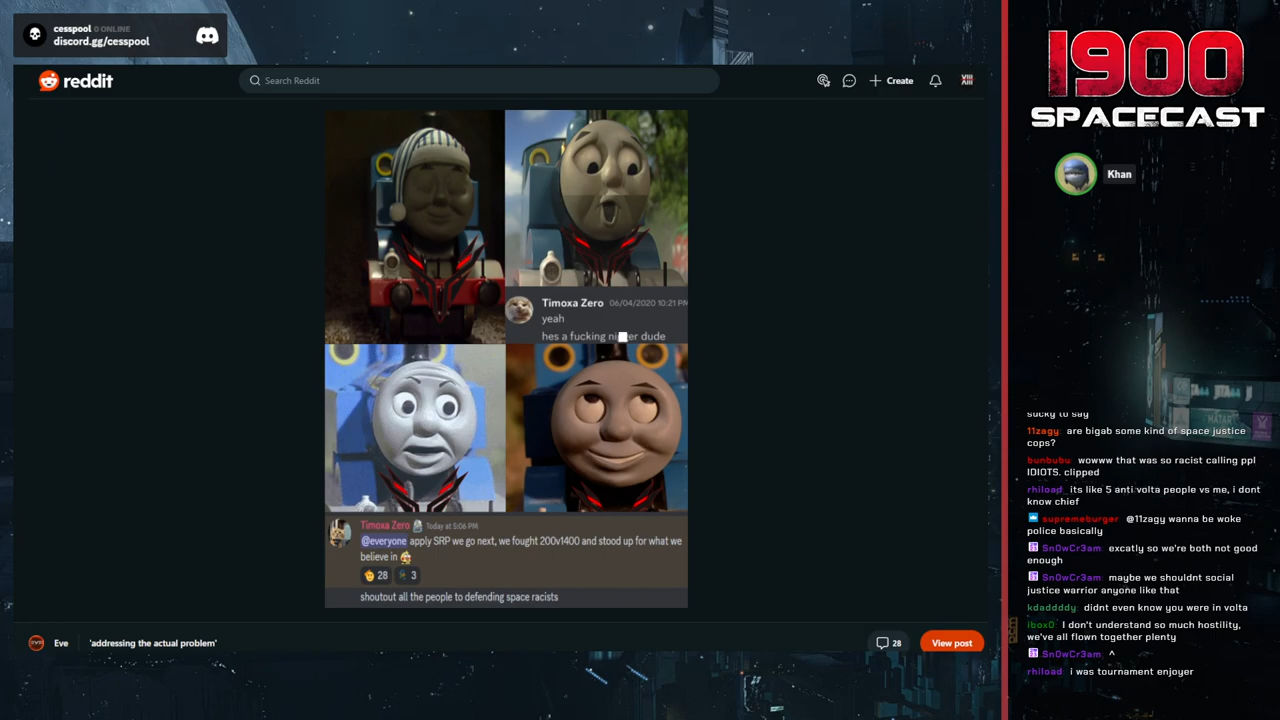 cesspool 0 ONLINE
discord.gg/cesspool
reddit
Search Reddit
Create
VIII
XIII
Timoxa Zero 06/04/2020 10:21 PM
yeah
hes a fucking ni er dude
Timoxa Zero Today at 5:06 PM
@everyone apply SRP we go next, we fought 200v1400 and stood up for what we
believe in
28 3
shoutout all the people to defending space racists
Eve 'addressing the actual problem'
28 View post
1900
SPACECAST
Khan
sucky to say
11zagy: are bigab some kind of space justice
cops?
bunbubu: wowww that was so racist calling ppl
IDIOTS. clipped
rhiload: its like 5 anti volta people vs me, i dont
know chief
supremeburger: @11zagy wanna be woke
police basically
Sn0wCr3am: excatly so we're both not good
enough
Sn0wCr3am: maybe we shouldnt social
justice warrior anyone like that
kdaddddy: didnt even know you were in volta
ibox0: I don't understand so much hostility,
we've all flown together plenty
Sn0wCr3am: ^
rhiload: i was tournament enjoyer
MATAR